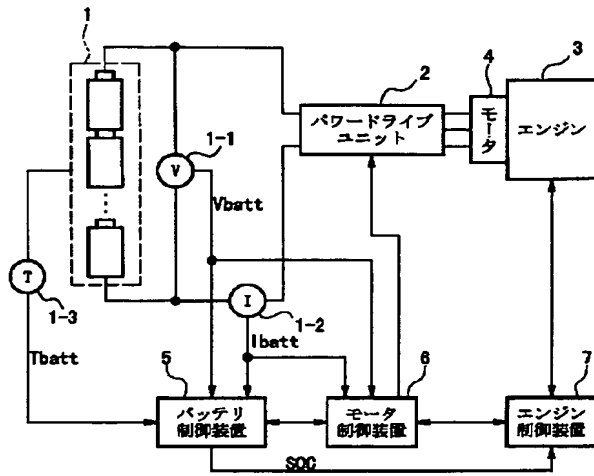 1
2
4
3
パワードライブ
ユニット
モータ
エンジン
V
1-1
Vbatt
T
1-3
I
1-2
Tbatt
Ibatt
5
6
7
バッテリ
制御装置
モータ
制御装置
エンジン
制御装置
SOC